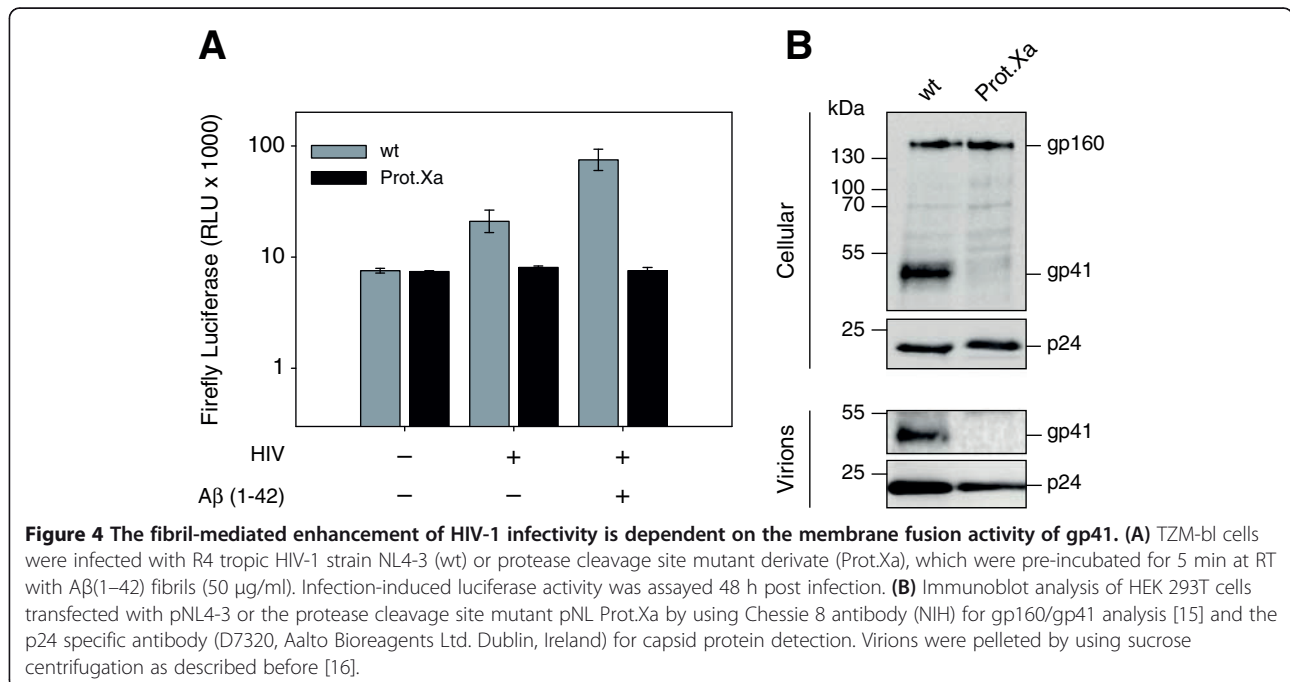 A
Firefly Luciferase (RLU x 1000)
100
10
1
wt
Prot.Xa
HIV – + +
Aβ (1-42) – – +
B
wt Prot.Xa
kDa
Cellular
130
100
70
55
gp160
gp41
25
p24
Virions
55
gp41
25
p24
Figure 4 The fibril-mediated enhancement of HIV-1 infectivity is dependent on the membrane fusion activity of gp41. (A) TZM-bl cells
were infected with R4 tropic HIV-1 strain NL4-3 (wt) or protease cleavage site mutant derivate (Prot.Xa), which were pre-incubated for 5 min at RT
with Aβ(1–42) fibrils (50 μg/ml). Infection-induced luciferase activity was assayed 48 h post infection. (B) Immunoblot analysis of HEK 293T cells
transfected with pNL4-3 or the protease cleavage site mutant pNL Prot.Xa by using Chessie 8 antibody (NIH) for gp160/gp41 analysis [15] and the
p24 specific antibody (D7320, Aalto Bioreagents Ltd. Dublin, Ireland) for capsid protein detection. Virions were pelleted by using sucrose
centrifugation as described before [16].